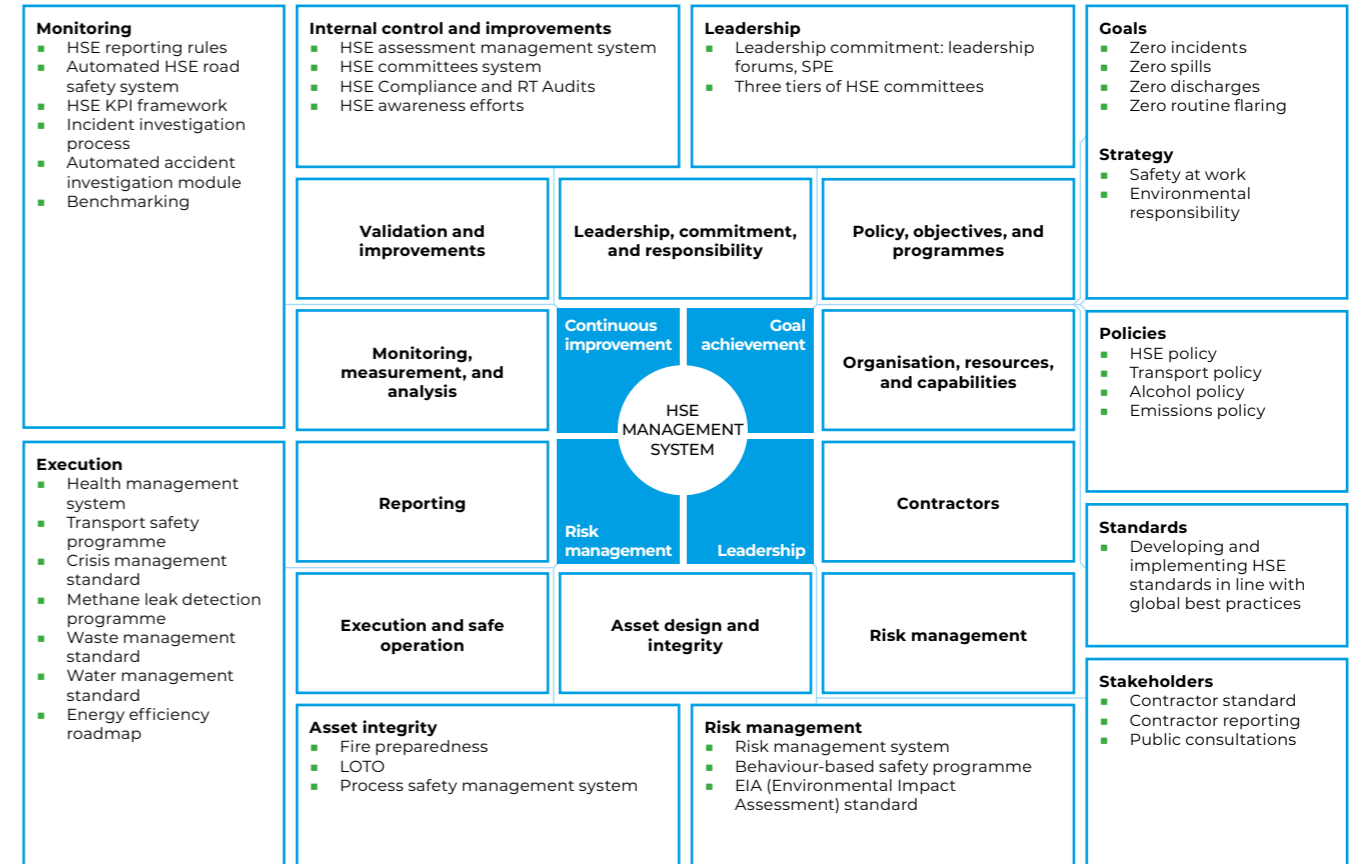 Monitoring
HSE reporting rules
Automated HSE road
safety system
HSE KPI framework
Incident investigation
process
Automated accident
investigation module
Benchmarking
Internal control and improvements
HSE assessment management system
HSE committees system
HSE Compliance and RT Audits
HSE awareness efforts
Leadership
Leadership commitment: leadership
forums, SPE
Three tiers of HSE committees
Goals
Zero incidents
Zero spills
Zero discharges
Zero routine flaring
Strategy
Safety at work
Environmental
responsibility
Validation and
improvements
Leadership, commitment,
and responsibility
Policy, objectives, and
programmes
Monitoring,
measurement, and
analysis
Continuous
improvement
Goal
achievement
Organisation, resources,
and capabilities
HSE
MANAGEMENT
SYSTEM
Policies
HSE policy
Transport policy
Alcohol policy
Emissions policy
Execution
Health management
system
Transport safety
programme
Crisis management
standard
Methane leak detection
programme
Waste management
standard
Water management
standard
Energy efficiency
roadmap
Reporting
Risk
management
Leadership
Contractors
Standards
Developing and
implementing HSE
standards in line with
global best practices
Execution and safe
operation
Asset design and
integrity
Risk management
Stakeholders
Contractor standard
Contractor reporting
Public consultations
Asset integrity
Fire preparedness
LOTO
Process safety management system
Risk management
Risk management system
Behaviour-based safety programme
EIA (Environmental Impact
Assessment) standard